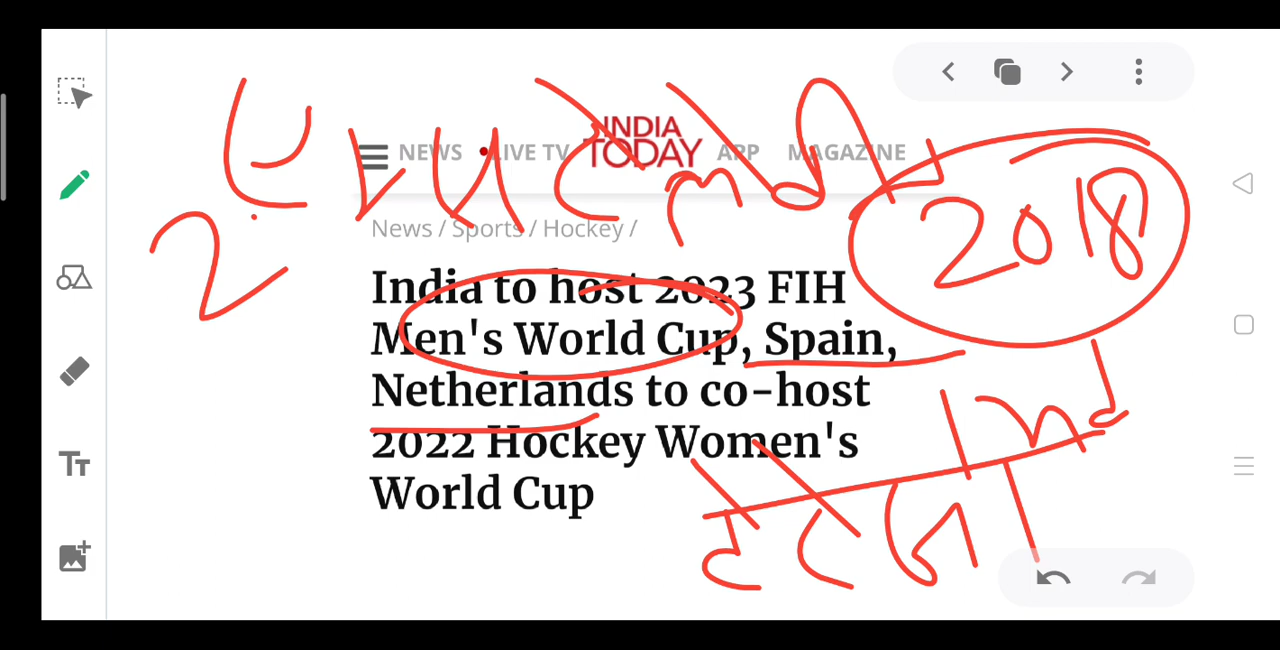 INDIA
TODAY
NEWS LIVE TV APP MAGAZINE
2018
News / Sports / Hockey /
India to host 2023 FIH
Men's World Cup, Spain,
Netherlands to co-host
2022 Hockey Women's
World Cup